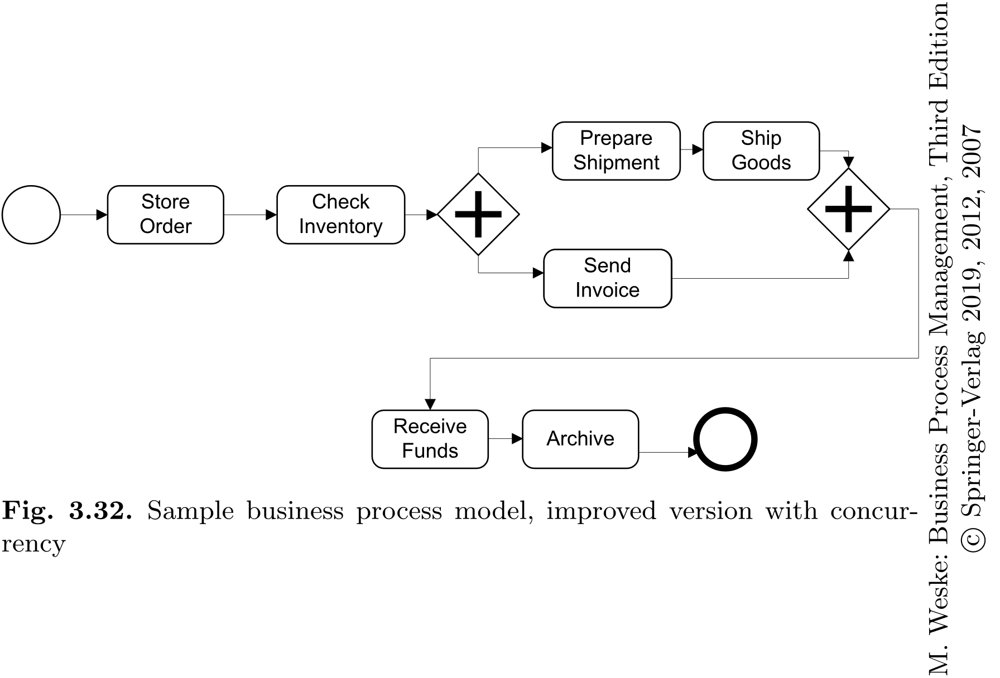 Store
Order
Check
Inventory
Prepare
Shipment
Ship
Goods
Send
Invoice
Receive
Funds
Archive
Fig. 3.32. Sample business process model, improved version with concur-
rency
M. Weske: Business Process Management, Third Edition
© Springer-Verlag 2019, 2012, 2007